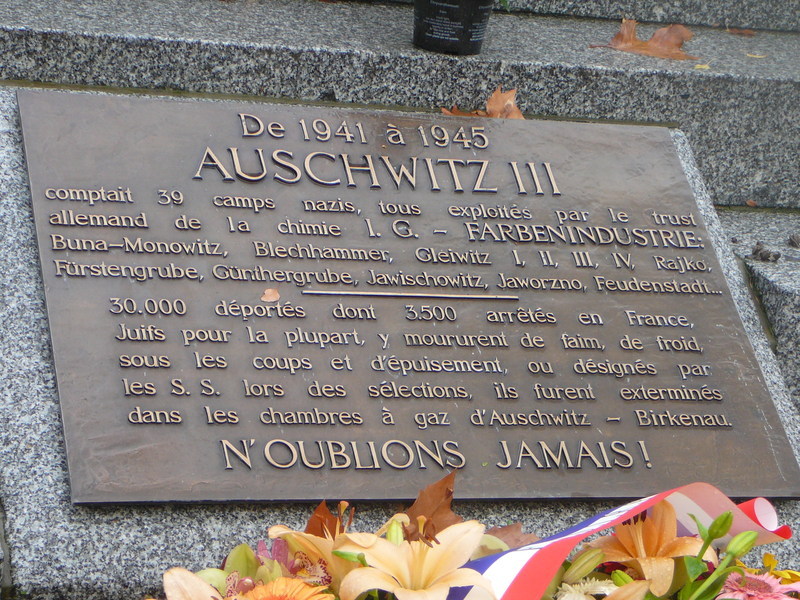 De 1941 à 1945
AUSCHWITZ III
comptait 39 camps nazis, tous exploités par le trust
allemand de la chimie I. G. – FARBENINDUSTRIE:
Buna-Monowitz, Blechhammer, Gleiwitz I, II, III, IV, Rajko,
Fürstengrube, Günthergrube, Jawischowitz, Jaworzno, Feudenstadt...
30.000 déportés dont 3.500 arrêtés en France,
Juifs pour la plupart, y moururent de faim, de froid,
sous les coups et d'épuisement, ou désignés par
les S. S. lors des sélections, ils furent exterminés
dans les chambres à gaz d'Auschwitz – Birkenau.
N'OUBLIONS JAMAIS !